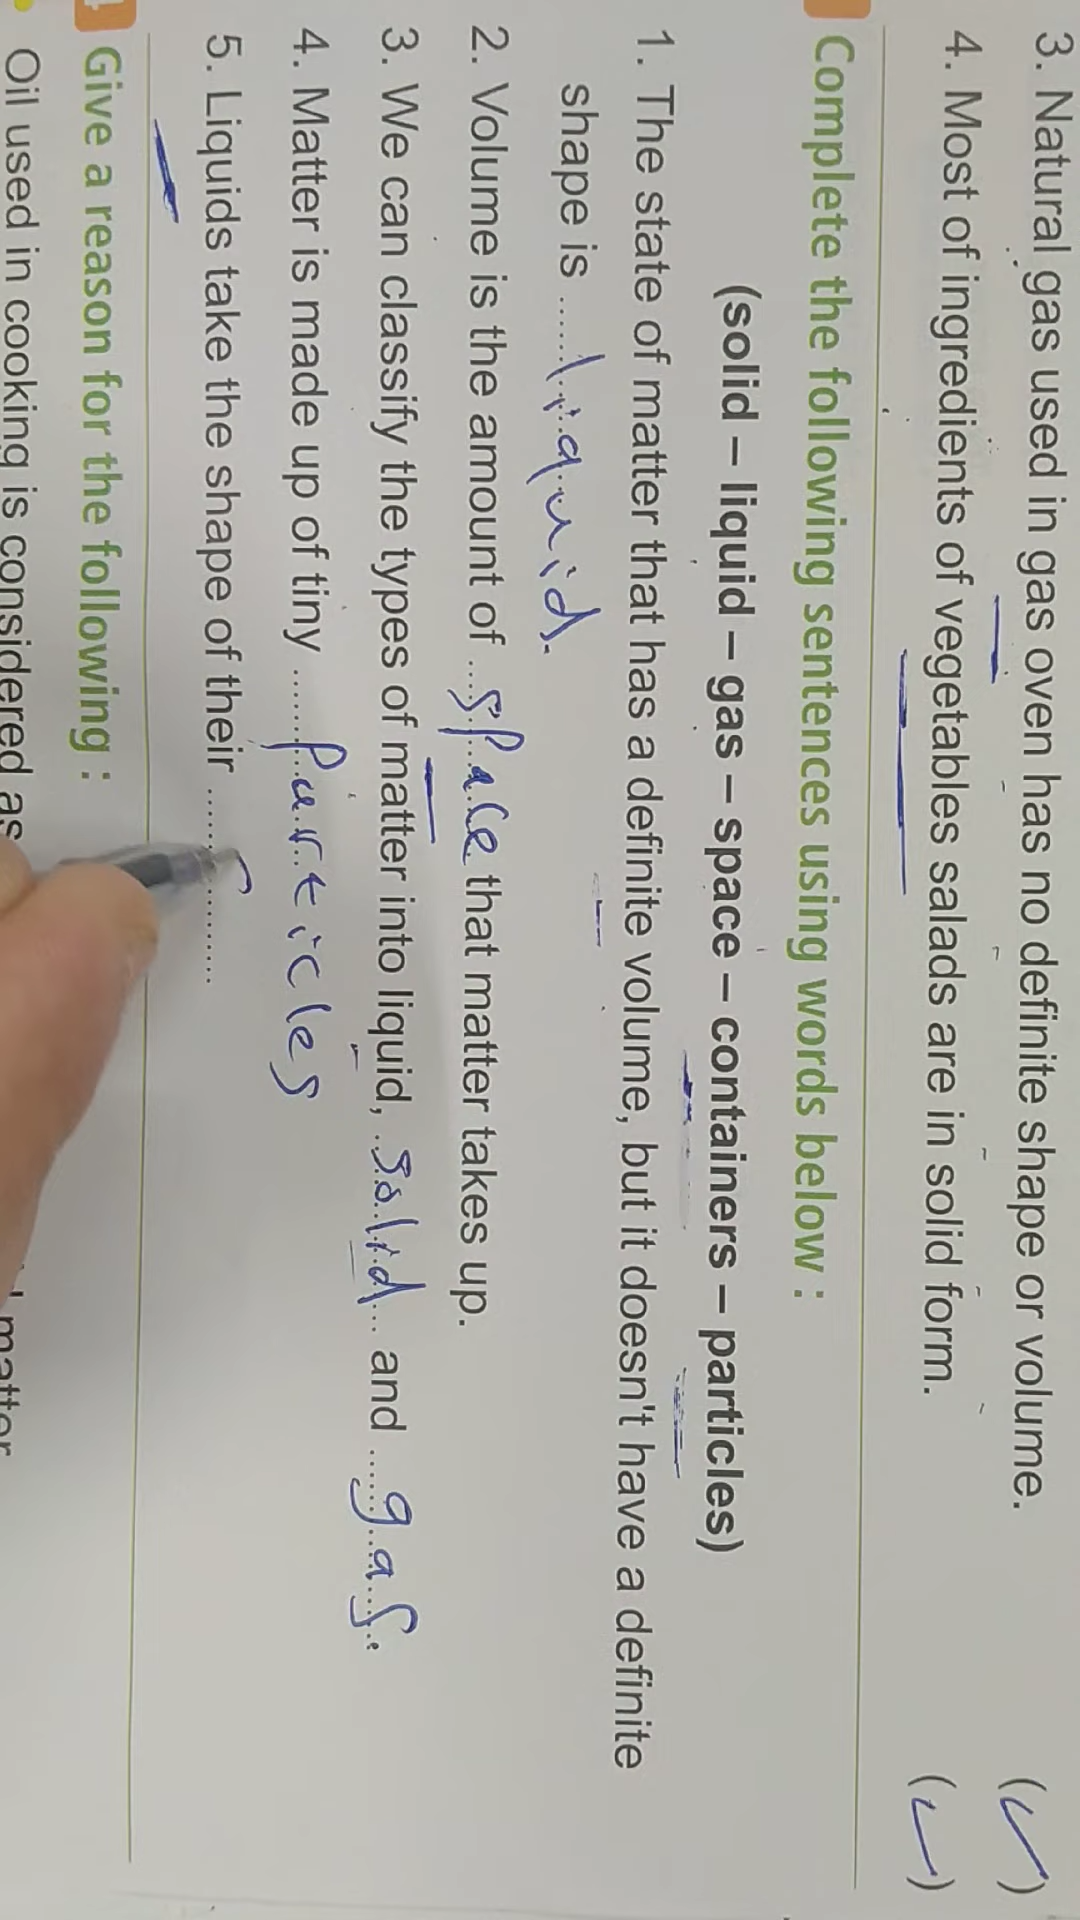 3. Natural gas used in gas oven has no definite shape or volume. (✓)
4. Most of ingredients of vegetables salads are in solid form. (✓)
Complete the following sentences using words below :
(solid – liquid – gas – space – containers – particles)
1. The state of matter that has a definite volume, but it doesn't have a definite
shape is ...... liquid.
2. Volume is the amount of .... space that matter takes up.
3. We can classify the types of matter into liquid, ..solid... and ......gas..
4. Matter is made up of tiny ........particles
5. Liquids take the shape of their ....................
Give a reason for the following :
Oil used in cooking is considered as
matter